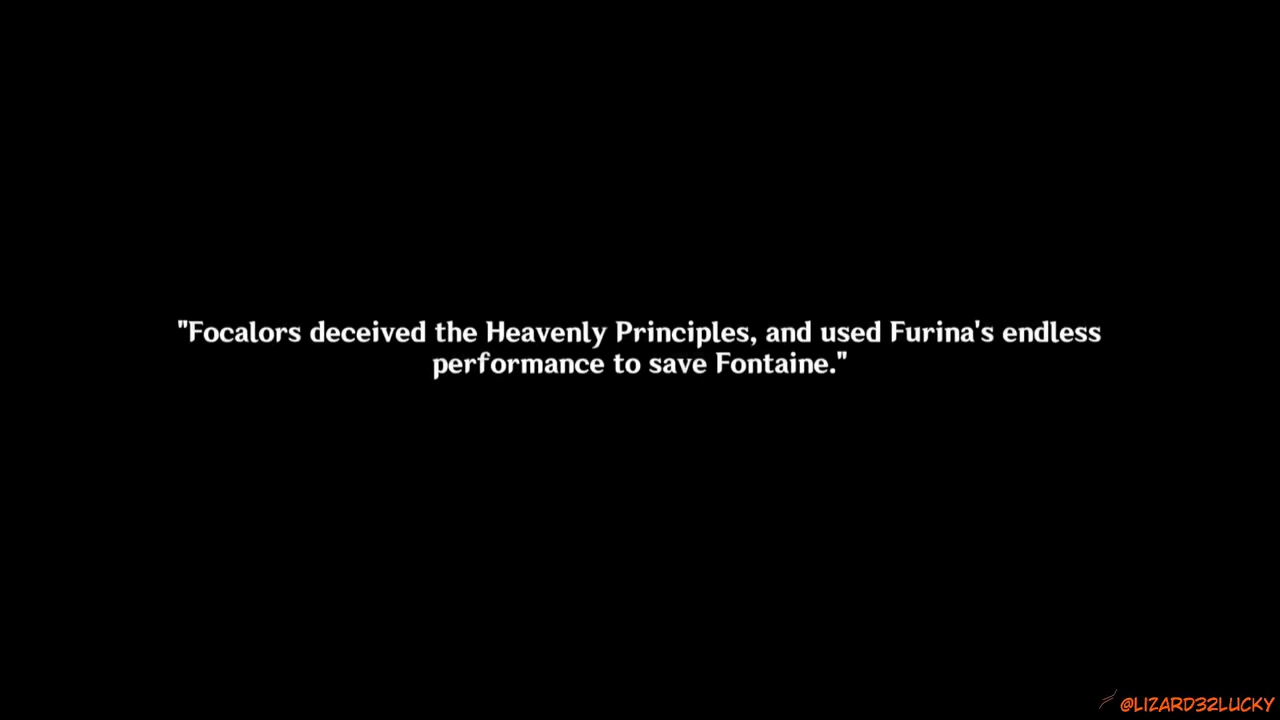 "Focalors deceived the Heavenly Principles, and used Furina's endless
performance to save Fontaine."
@LIZARD32LUCKY